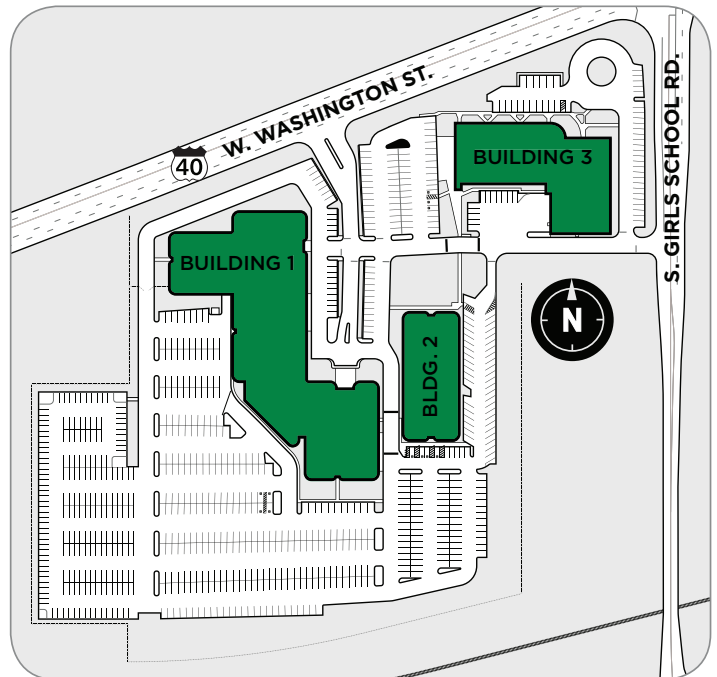 W. WASHINGTON ST.
40
S. GIRLS SCHOOL RD.
BUILDING 3
BUILDING 1
BLDG. 2
N